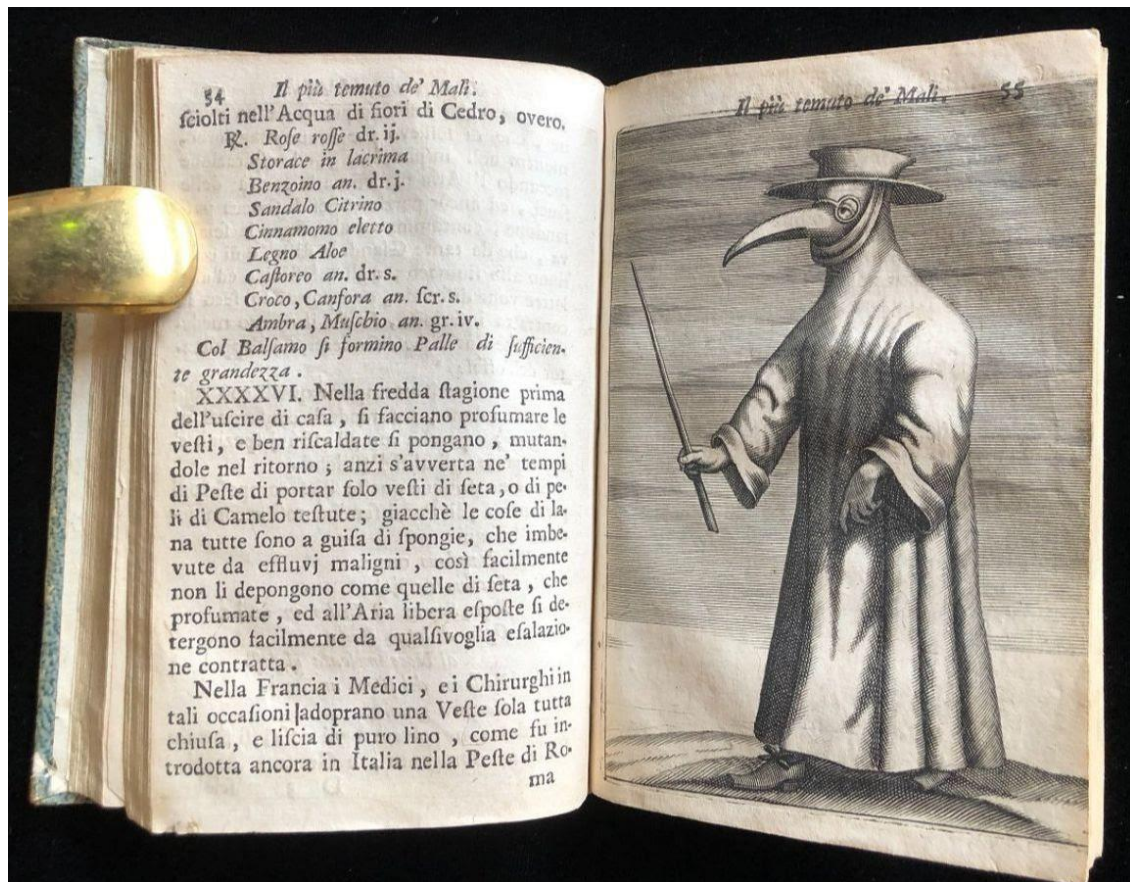 54 Il più temuto de' Mali.
ſciolti nell'Acqua di fiori di Cedro, overo.
℞. Roſe roſſe dr. ij.
Storace in lacrima
Benzoino an. dr. j.
Sandalo Citrino
Cinnamomo eletto
Legno Aloe
Caſtoreo an. dr. s.
Croco, Canfora an. ſcr. s.
Ambra, Muſchio an. gr. iv.
Col Balſamo ſi formino Palle di ſufficien-
te grandezza.
XXXXVI. Nella fredda ſtagione prima
dell'uſcire di caſa, ſi facciano profumare le
veſti, e ben riſcaldate ſi pongano, mutan-
dole nel ritorno; anzi s'avverta ne' tempi
di Peſte di portar ſolo veſti di ſeta, o di pe-
li di Camelo teſtute; giacchè le coſe di la-
na tutte ſono a guiſa di ſpongie, che imbe-
vute da effluvj maligni, così facilmente
non li depongono come quelle di ſeta, che
profumate, ed all'Aria libera eſpoſte ſi de-
tergono facilmente da qualſivoglia eſalazio-
ne contratta.
Nella Francia i Medici, e i Chirurghi in
tali occaſioni adoprano una Veſte ſola tutta
chiuſa, e liſcia di puro lino, come fu in-
trodotta ancora in Italia nella Peſte di Ro-
ma
Il più temuto de' Mali. 55